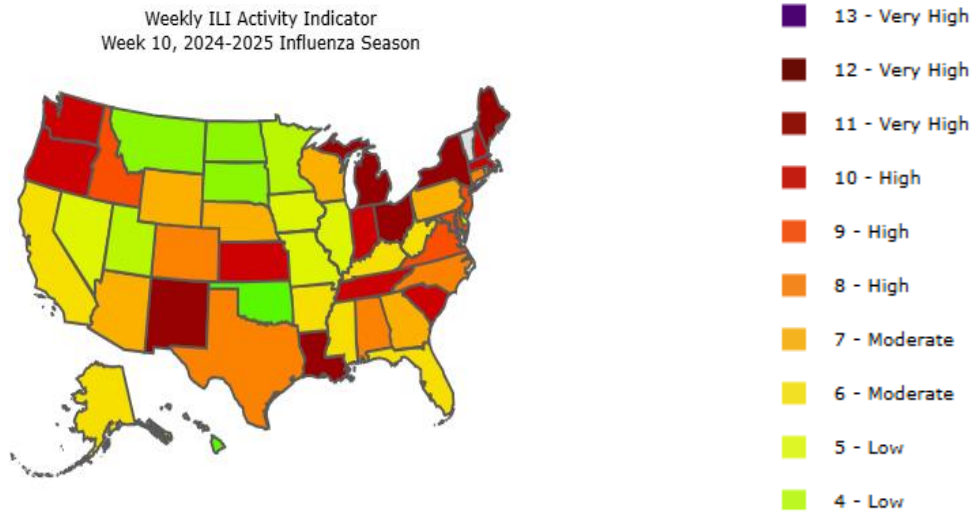 Weekly ILI Activity Indicator
Week 10, 2024-2025 Influenza Season
13 - Very High
12 - Very High
11 - Very High
10 - High
9 - High
8 - High
7 - Moderate
6 - Moderate
5 - Low
4 - Low